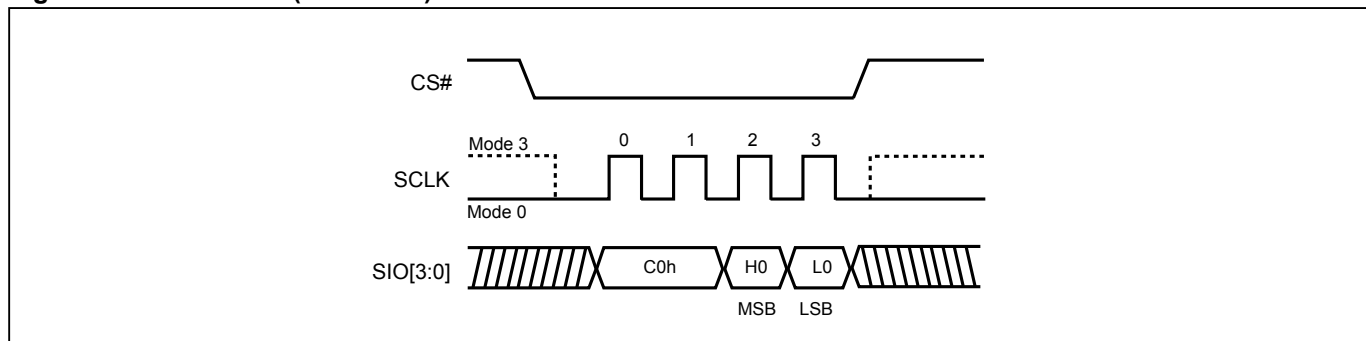 CS#
Mode 3
0 1 2 3
SCLK
Mode 0
SIO[3:0]
C0h H0 L0
MSB LSB